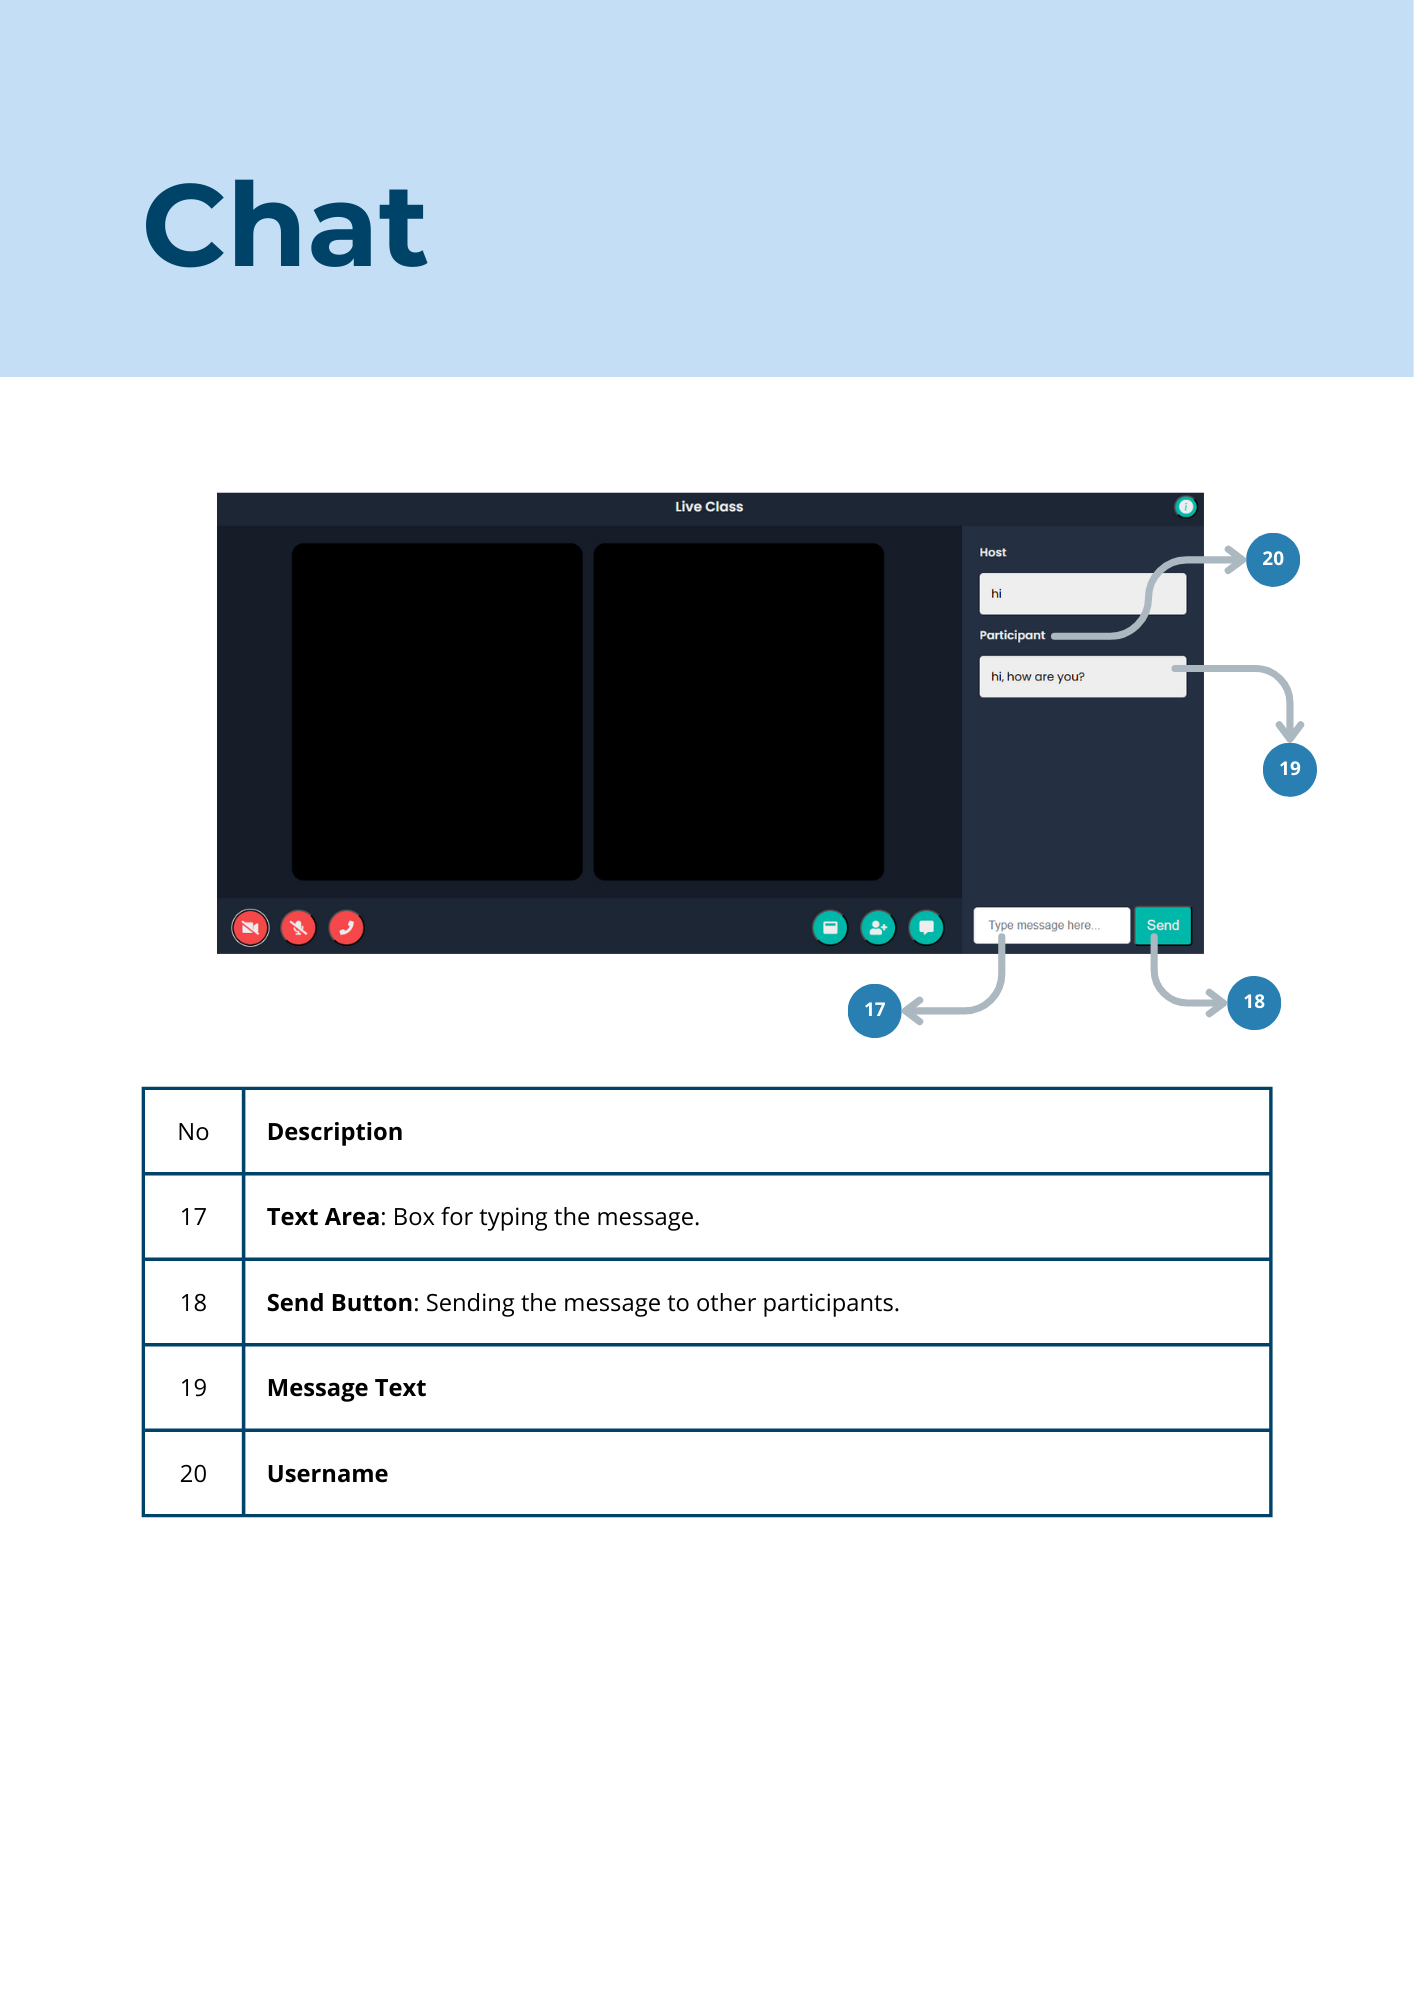 Chat
Live Class
Host
hi
20
Participant
hi, how are you?
19
Type message here...
Send
17
18
No Description
17 Text Area: Box for typing the message.
18 Send Button: Sending the message to other participants.
19 Message Text
20 Username